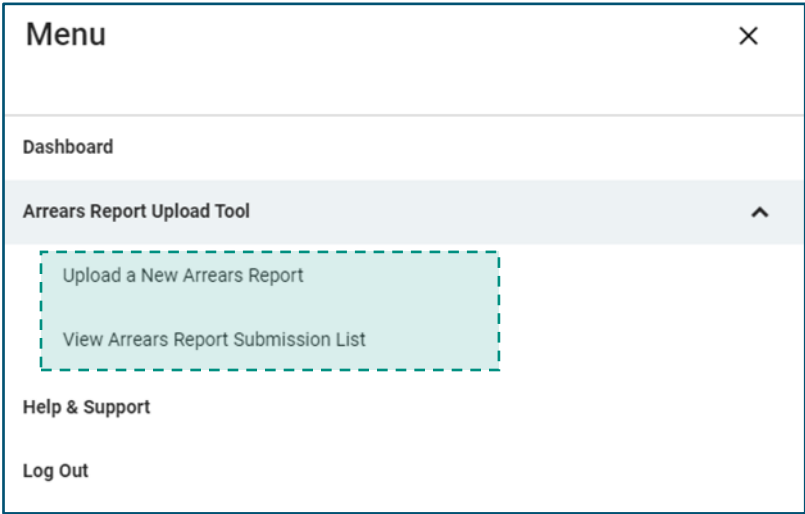 Menu
Dashboard
Arrears Report Upload Tool
Upload a New Arrears Report
View Arrears Report Submission List
Help & Support
Log Out